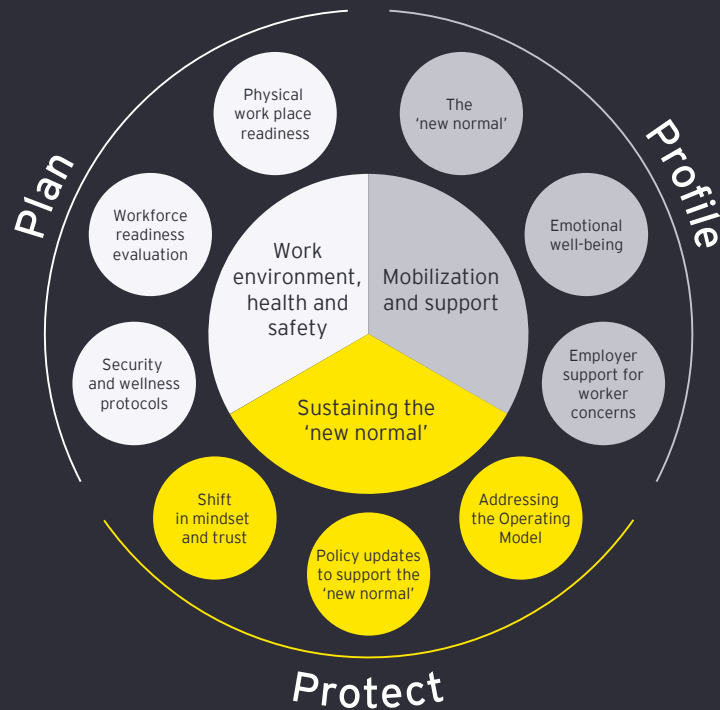 Plan
Physical
work place
readiness
Workforce
readiness
evaluation
Security
and wellness
protocols
Work
environment,
health and
safety
Profile
The
‘new normal’
Emotional
well-being
Employer
support for
worker
concerns
Mobilization
and support
Sustaining the
‘new normal’
Shift
in mindset
and trust
Policy updates
to support the
‘new normal’
Addressing
the Operating
Model
Protect